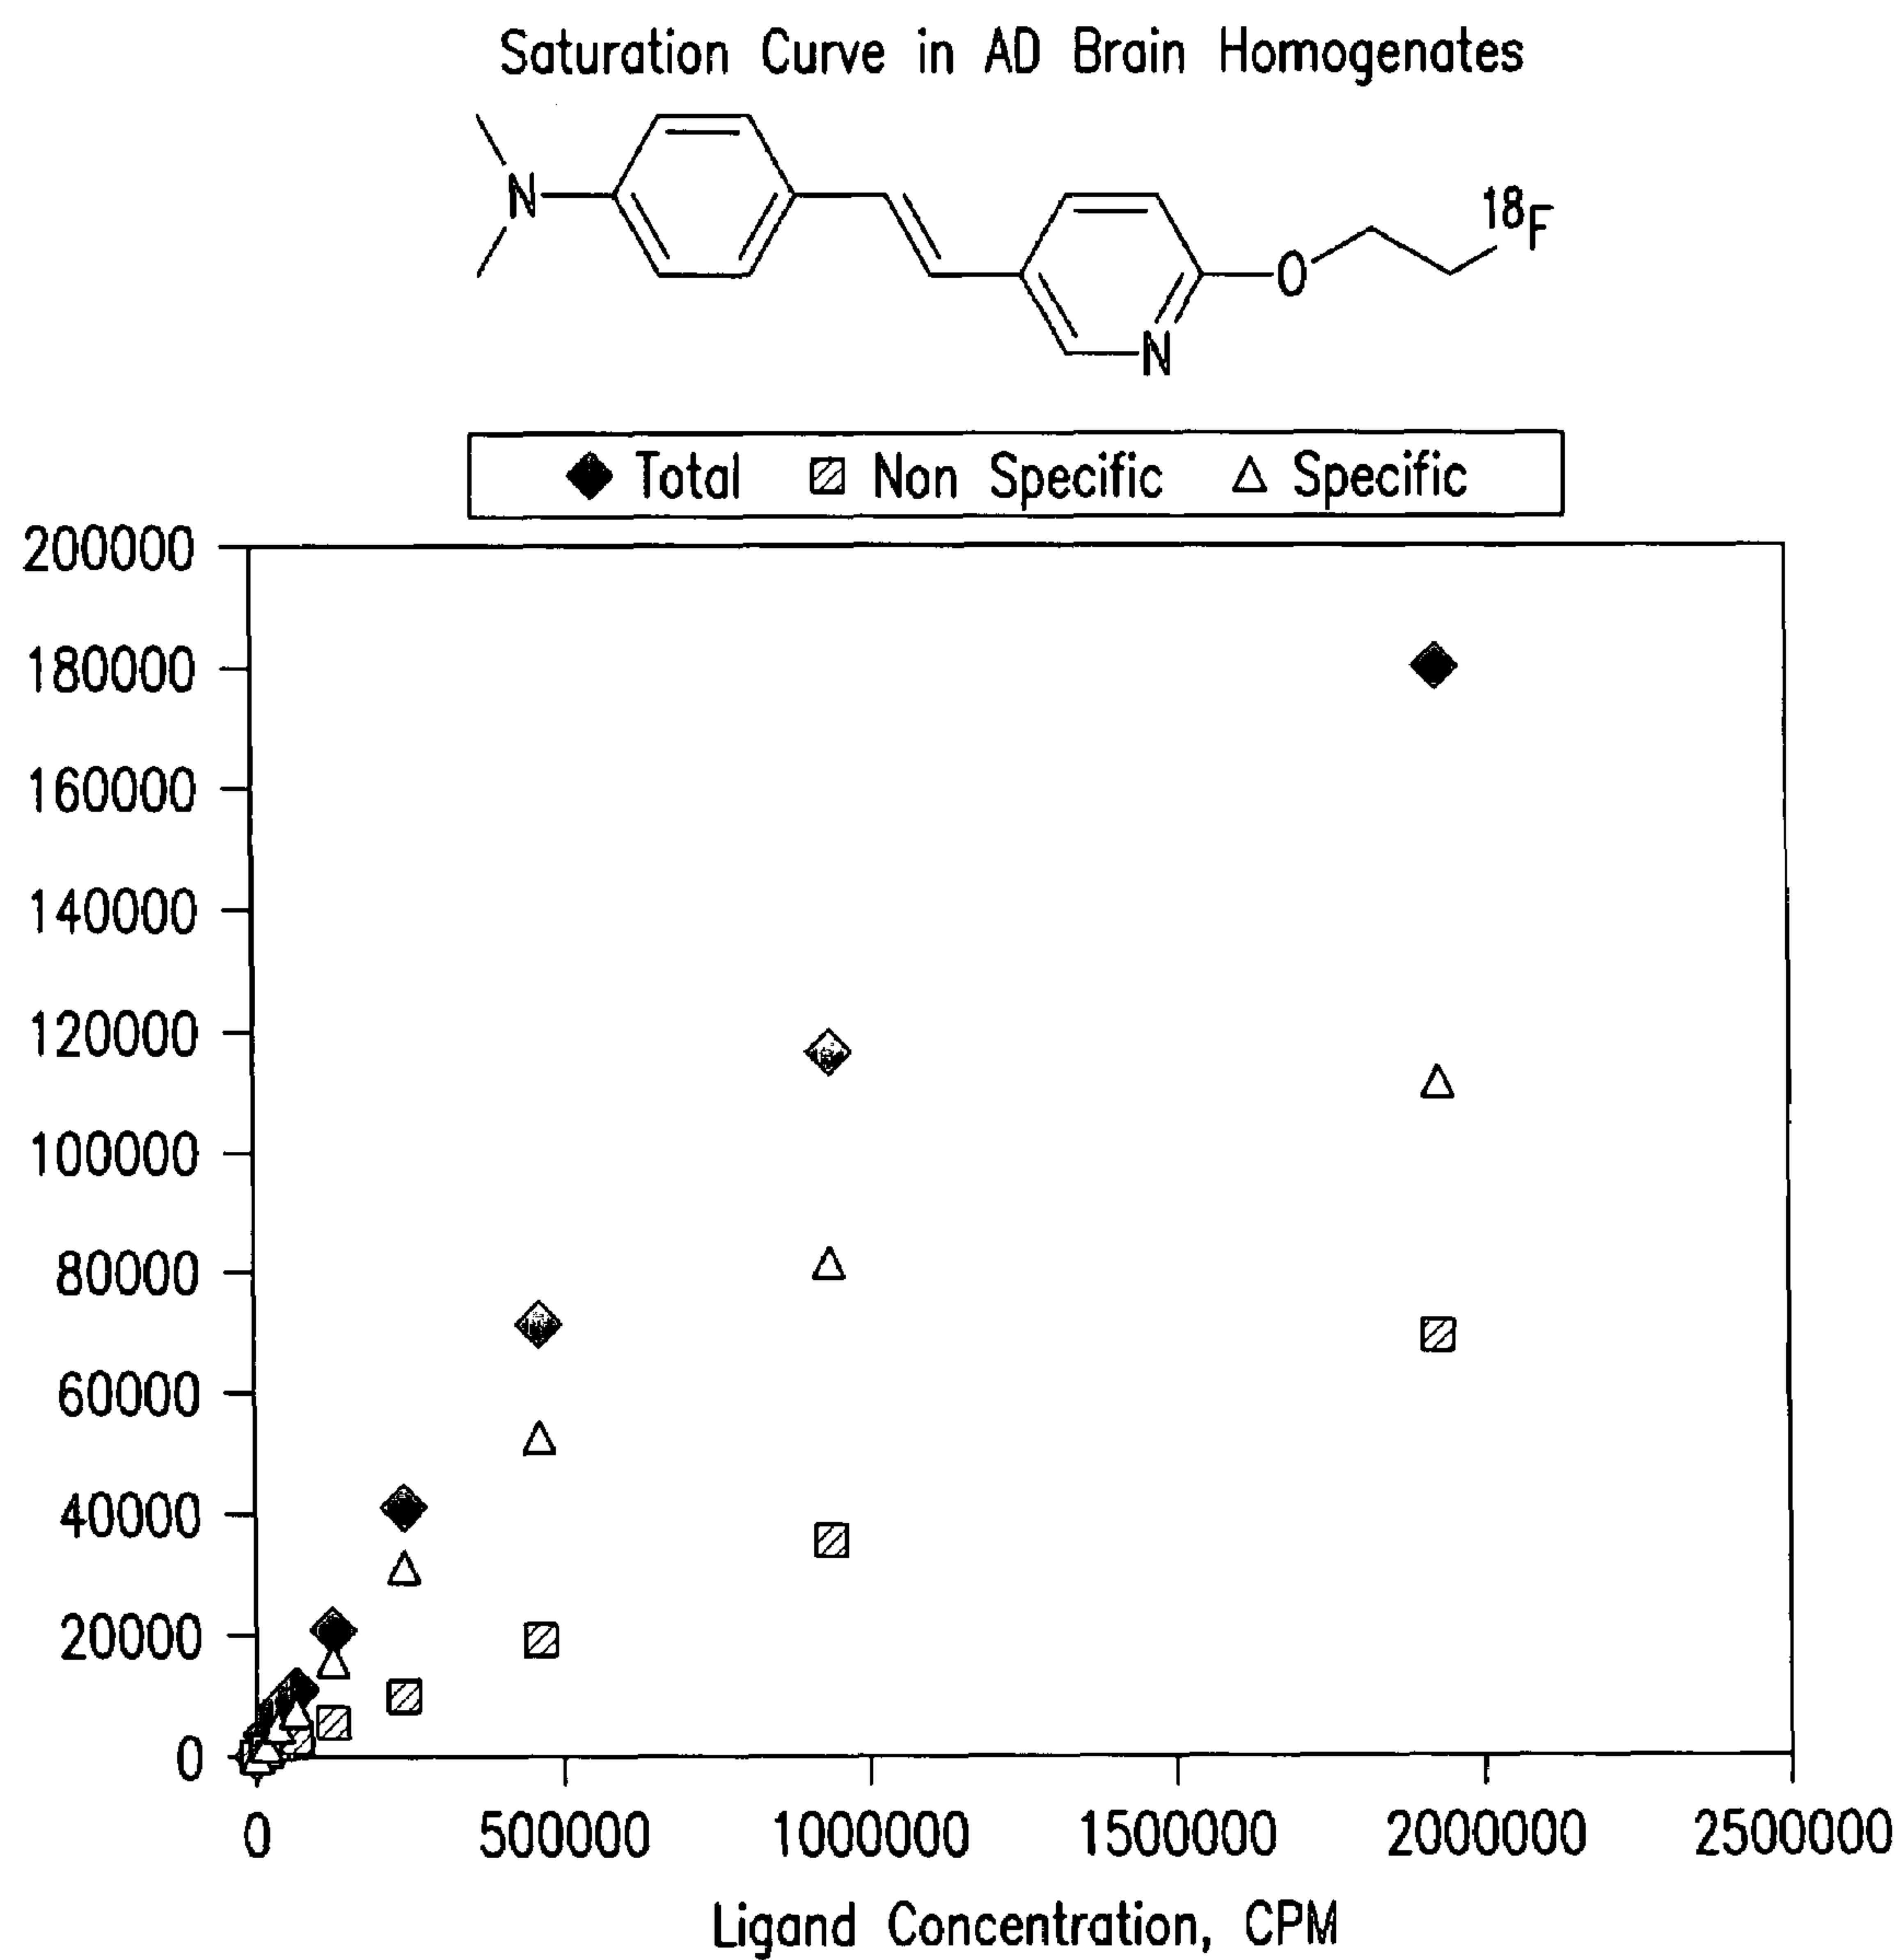 Saturation Curve in AD Brain Homogenates
N
18F
O
N
Total Non Specific Specific
200000
180000
160000
140000
120000
100000
80000
60000
40000
20000
0
0 500000 1000000 1500000 2000000 2500000
Ligand Concentration, CPM